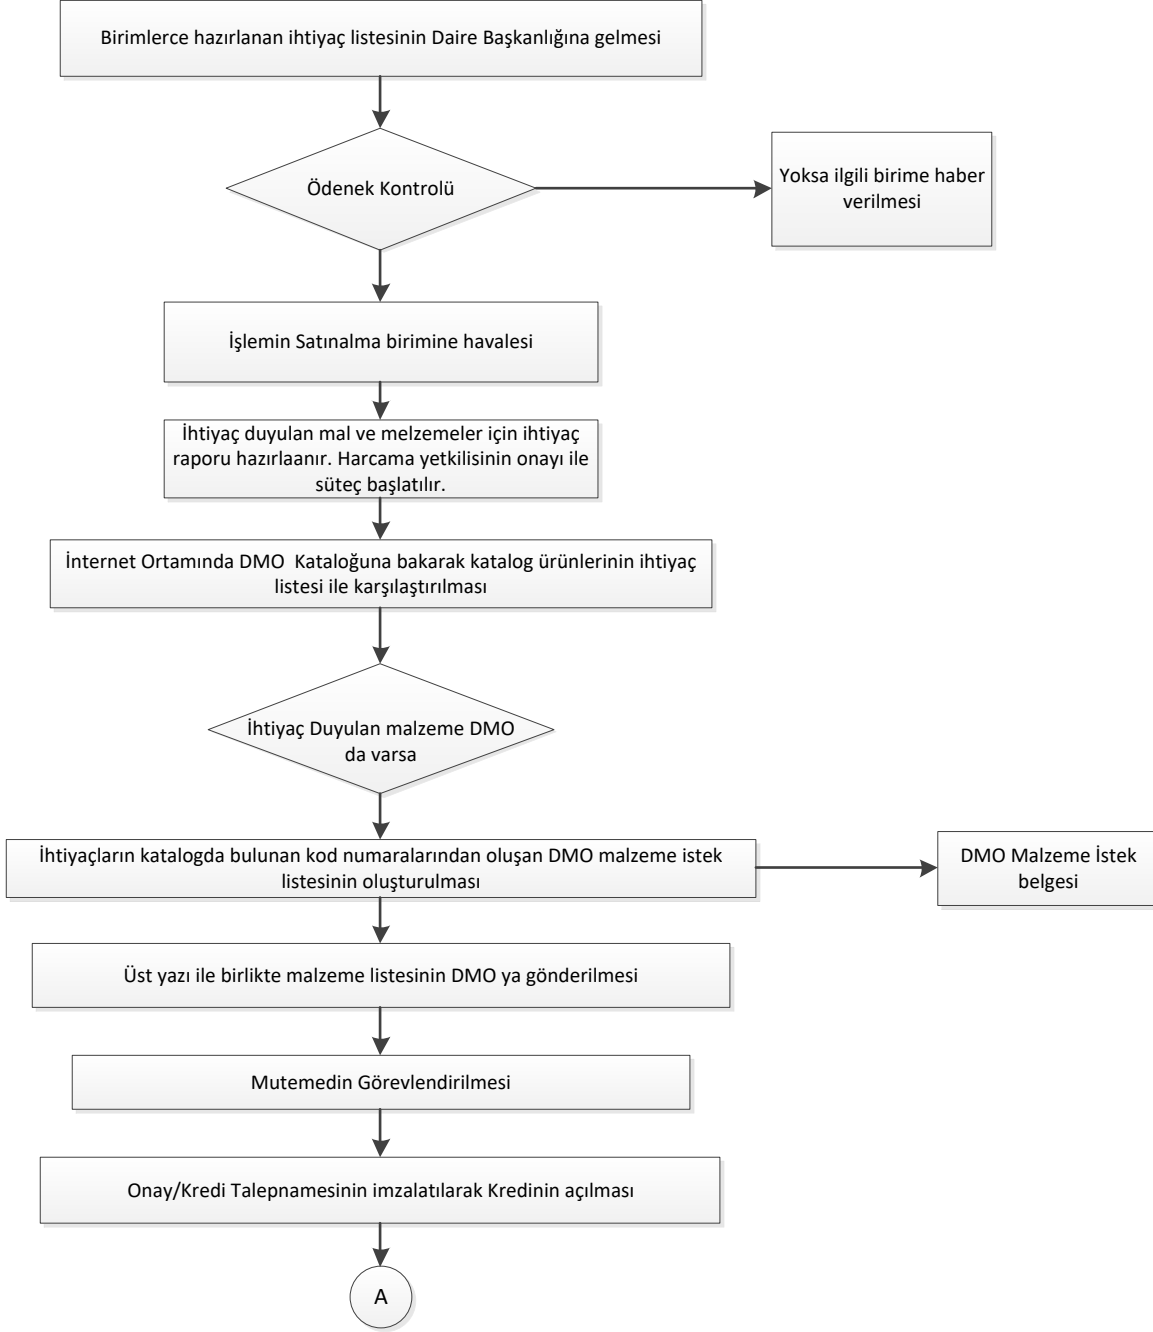 Birimlerce hazırlanan ihtiyaç listesinin Daire Başkanlığına gelmesi
Ödenek Kontrolü
Yoksa ilgili birime haber
verilmesi
İşlemin Satınalma birimine havalesi
İhtiyaç duyulan mal ve melzemeler için ihtiyaç
raporu hazırlaanır. Harcama yetkilisinin onayı ile
süteç başlatılır.
İnternet Ortamında DMO Kataloğuna bakarak katalog ürünlerinin ihtiyaç
listesi ile karşılaştırılması
İhtiyaç Duyulan malzeme DMO
da varsa
İhtiyaçların katalogda bulunan kod numaralarından oluşan DMO malzeme istek
listesinin oluşturulması
DMO Malzeme İstek
belgesi
Üst yazı ile birlikte malzeme listesinin DMO ya gönderilmesi
Mutemedin Görevlendirilmesi
Onay/Kredi Talepnamesinin imzalatılarak Kredinin açılması
A